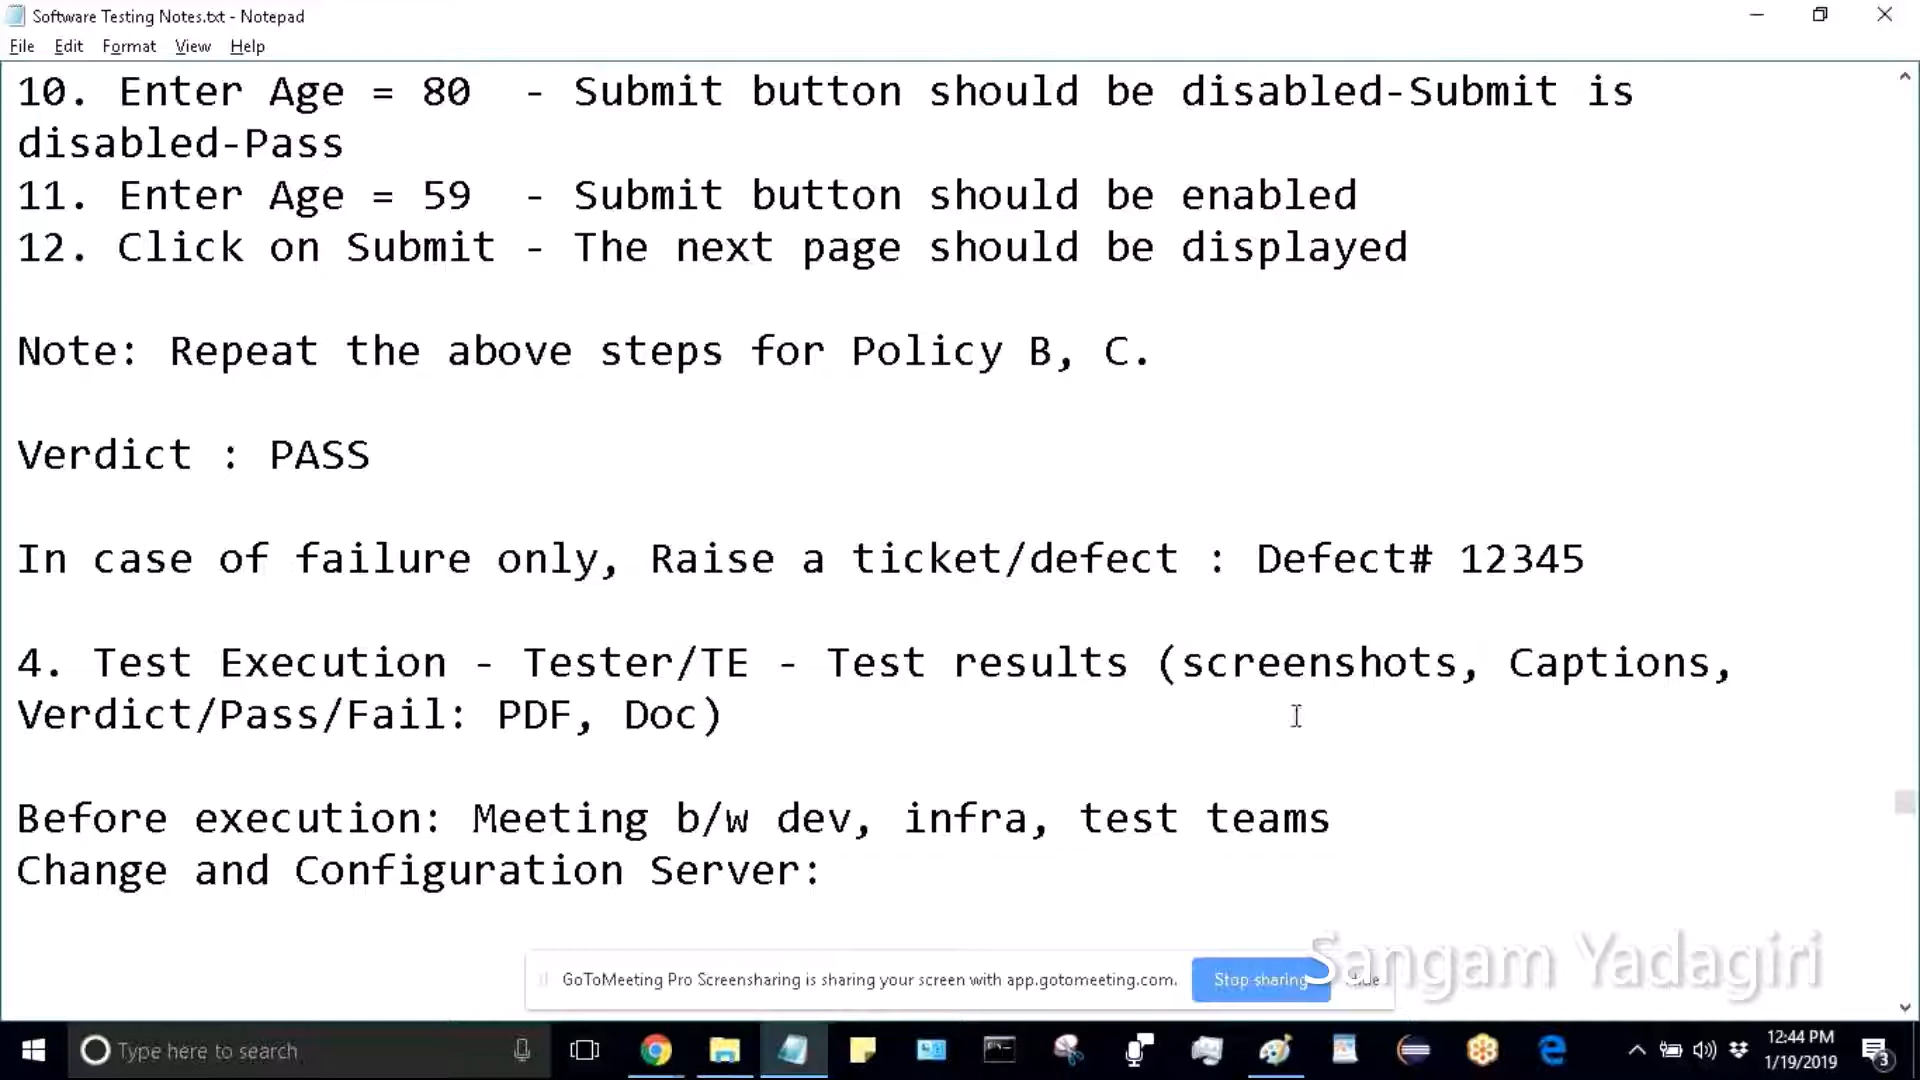 Software Testing Notes.txt - Notepad
File Edit Format View Help
10. Enter Age = 80 - Submit button should be disabled-Submit is
disabled-Pass
11. Enter Age = 59 - Submit button should be enabled
12. Click on Submit - The next page should be displayed
Note: Repeat the above steps for Policy B, C.
Verdict : PASS
In case of failure only, Raise a ticket/defect : Defect# 12345
4. Test Execution - Tester/TE - Test results (screenshots, Captions,
Verdict/Pass/Fail: PDF, Doc)
Before execution: Meeting b/w dev, infra, test teams
Change and Configuration Server:
Sangam Yadagiri
GoToMeeting Pro Screensharing is sharing your screen with app.gotomeeting.com. Stop sharing Hide
Type here to search
12:44 PM
1/19/2019
3